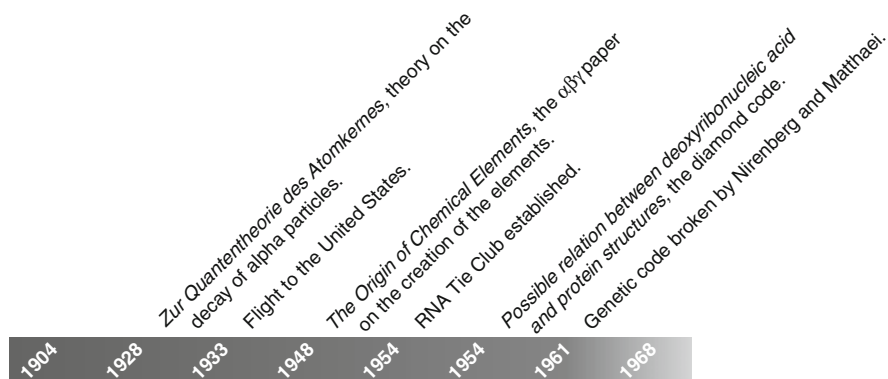 Zur Quantentheorie des Atomkernes, theory on the
decay of alpha particles.
Flight to the United States.
The Origin of Chemical Elements, the αβγ paper
on the creation of the elements.
RNA Tie Club established.
Possible relation between deoxyribonucleic acid
and protein structures, the diamond code.
Genetic code broken by Nirenberg and Matthaei.
1904 1928 1933 1948 1954 1954 1961 1968